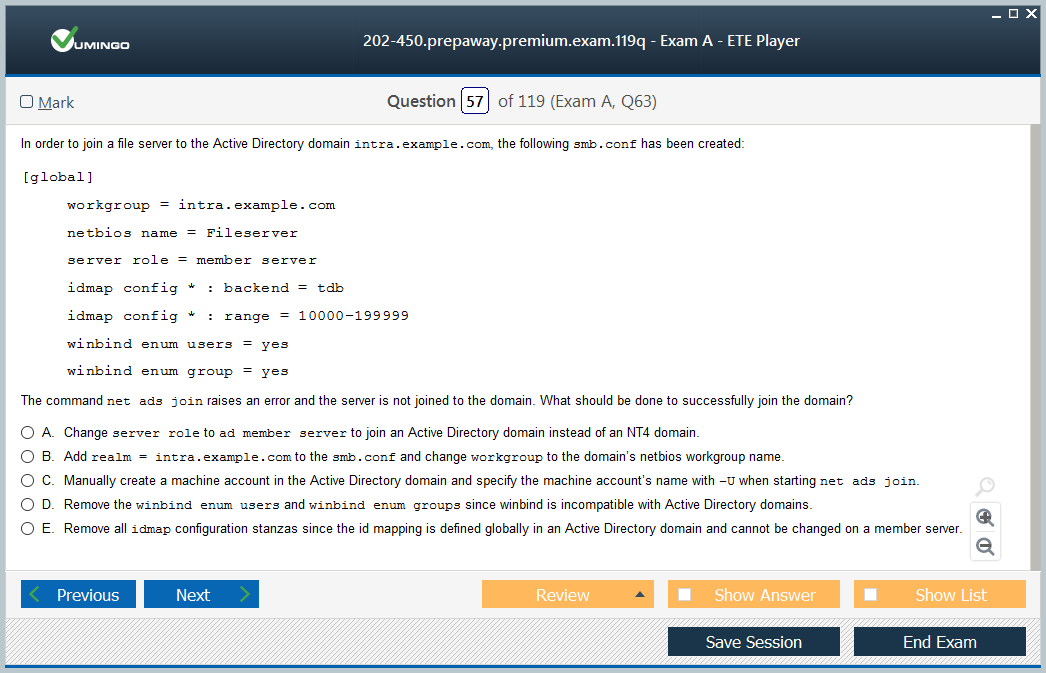 VUMINGO
202-450.prepaway.premium.exam.119q - Exam A - ETE Player
Mark
Question 57 of 119 (Exam A, Q63)
In order to join a file server to the Active Directory domain intra.example.com, the following smb.conf has been created:
[global]
workgroup = intra.example.com
netbios name = Fileserver
server role = member server
idmap config * : backend = tdb
idmap config * : range = 10000-199999
winbind enum users = yes
winbind enum group = yes
The command net ads join raises an error and the server is not joined to the domain. What should be done to successfully join the domain?
A. Change server role to ad member server to join an Active Directory domain instead of an NT4 domain.
B. Add realm = intra.example.com to the smb.conf and change workgroup to the domain's netbios workgroup name.
C. Manually create a machine account in the Active Directory domain and specify the machine account's name with -U when starting net ads join.
D. Remove the winbind enum users and winbind enum groups since winbind is incompatible with Active Directory domains.
E. Remove all idmap configuration stanzas since the id mapping is defined globally in an Active Directory domain and cannot be changed on a member server.
Previous Next Review Show Answer Show List
Save Session End Exam